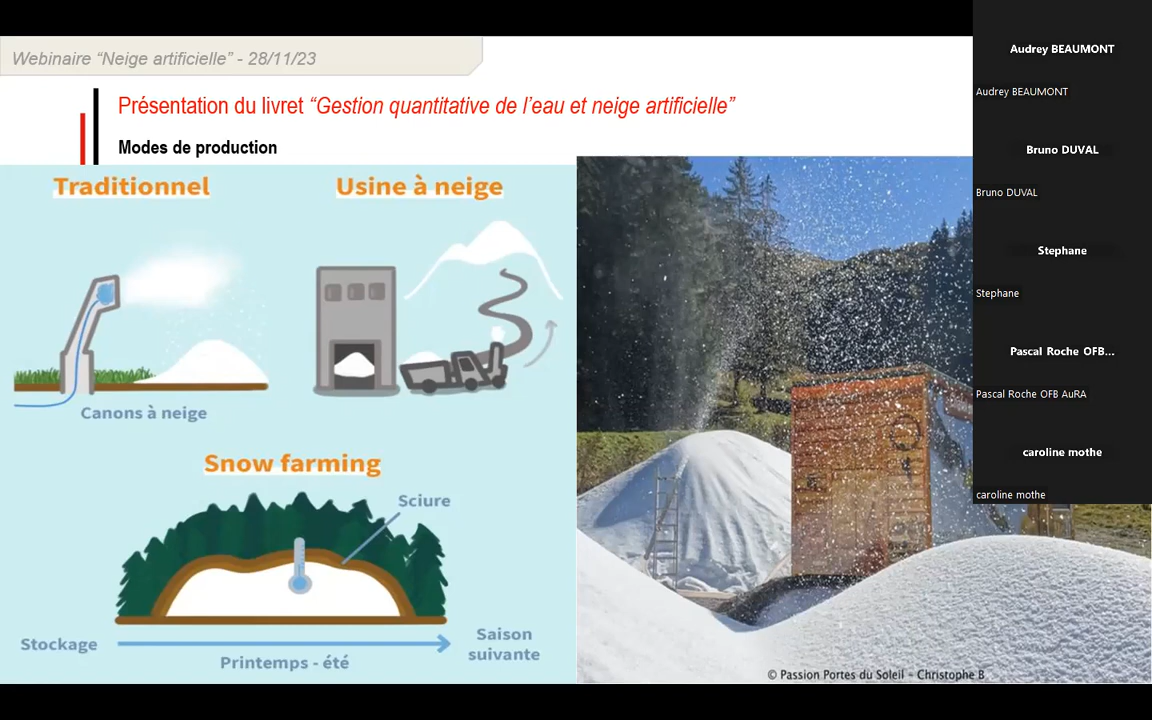 Webinaire “Neige artificielle” - 28/11/23
Présentation du livret “Gestion quantitative de l’eau et neige artificielle”
Modes de production
Traditionnel
Usine à neige
Canons à neige
Snow farming
Sciure
Stockage
Printemps - été
Saison
suivante
© Passion Portes du Soleil – Christophe B
Audrey BEAUMONT
Audrey BEAUMONT
Bruno DUVAL
Bruno DUVAL
Stephane
Stephane
Pascal Roche OFB...
Pascal Roche OFB AuRA
caroline mothe
caroline mothe